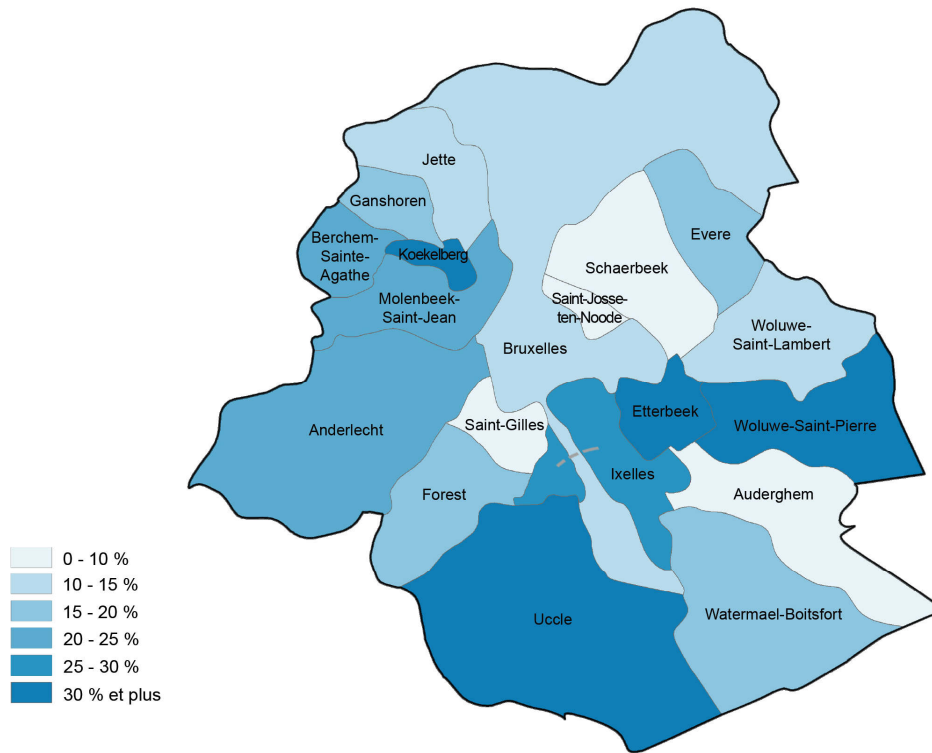 Jette
Ganshoren
Berchem-
Sainte-
Agathe
Koekelberg
Molenbeek-
Saint-Jean
Evere
Schaerbeek
Saint-Josse-
ten-Noode
Bruxelles
Woluwe-
Saint-Lambert
Anderlecht
Saint-Gilles
Etterbeek
Woluwe-Saint-Pierre
Ixelles
Forest
Auderghem
Uccle
Watermael-Boitsfort
0 - 10 %
10 - 15 %
15 - 20 %
20 - 25 %
25 - 30 %
30 % et plus